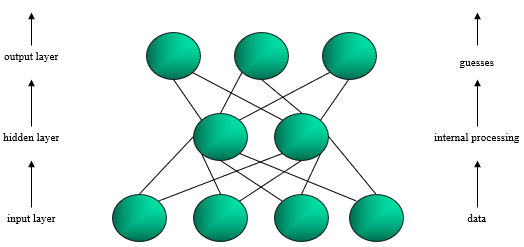 output layer
guesses
hidden layer
internal processing
input layer
data